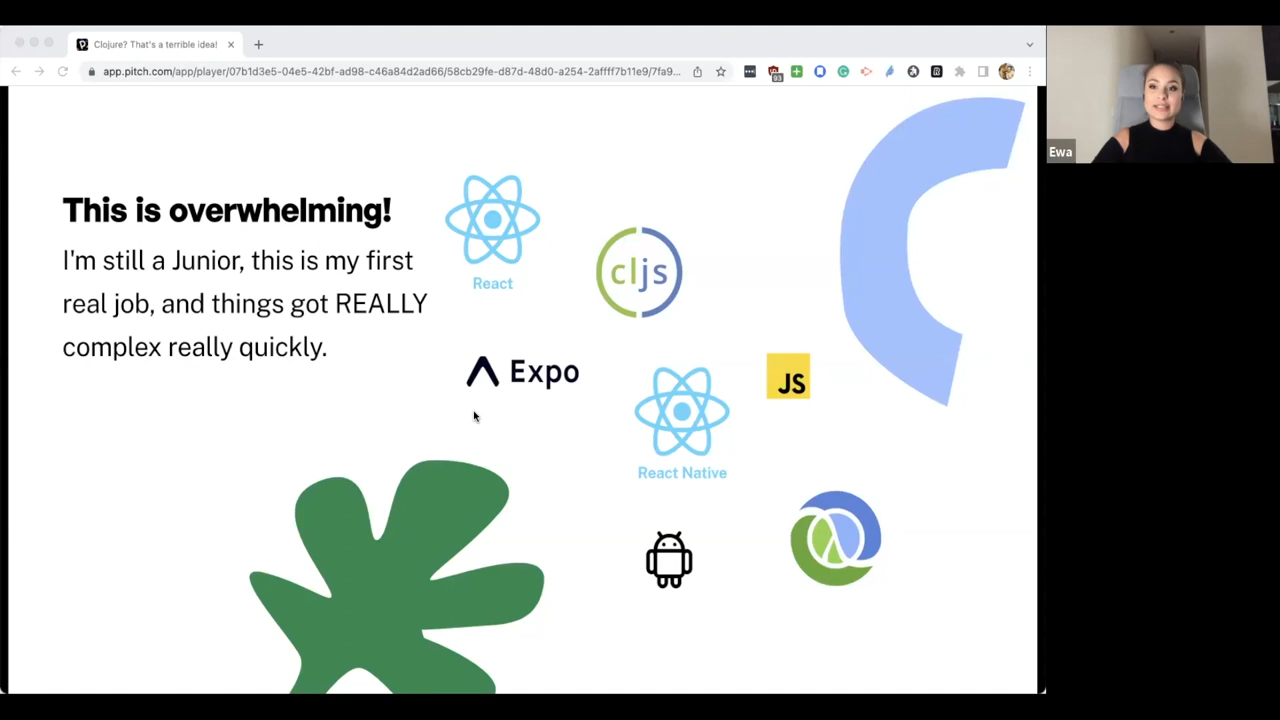 Clojure? That's a terrible idea!
app.pitch.com/app/player/07b1d3e5-04e5-42bf-ad98-c46a84d2ad66/58cb29fe-d87d-48d0-a254-2affff7b11e9/7fa9...
93
Ewa
This is overwhelming!
I'm still a Junior, this is my first
real job, and things got REALLY
complex really quickly.
React
cljs
Expo
JS
React Native